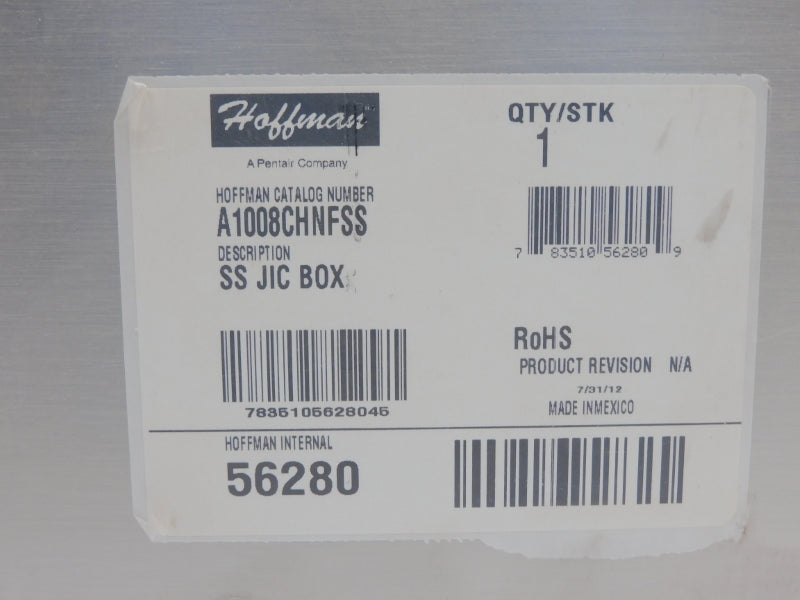 Hoffman
A Pentair Company
QTY/STK
1
HOFFMAN CATALOG NUMBER
A1008CHNFSS
DESCRIPTION
SS JIC BOX
7 83510 56280 9
7835105628045
RoHS
PRODUCT REVISION N/A
7/31/12
MADE INMEXICO
HOFFMAN INTERNAL
56280